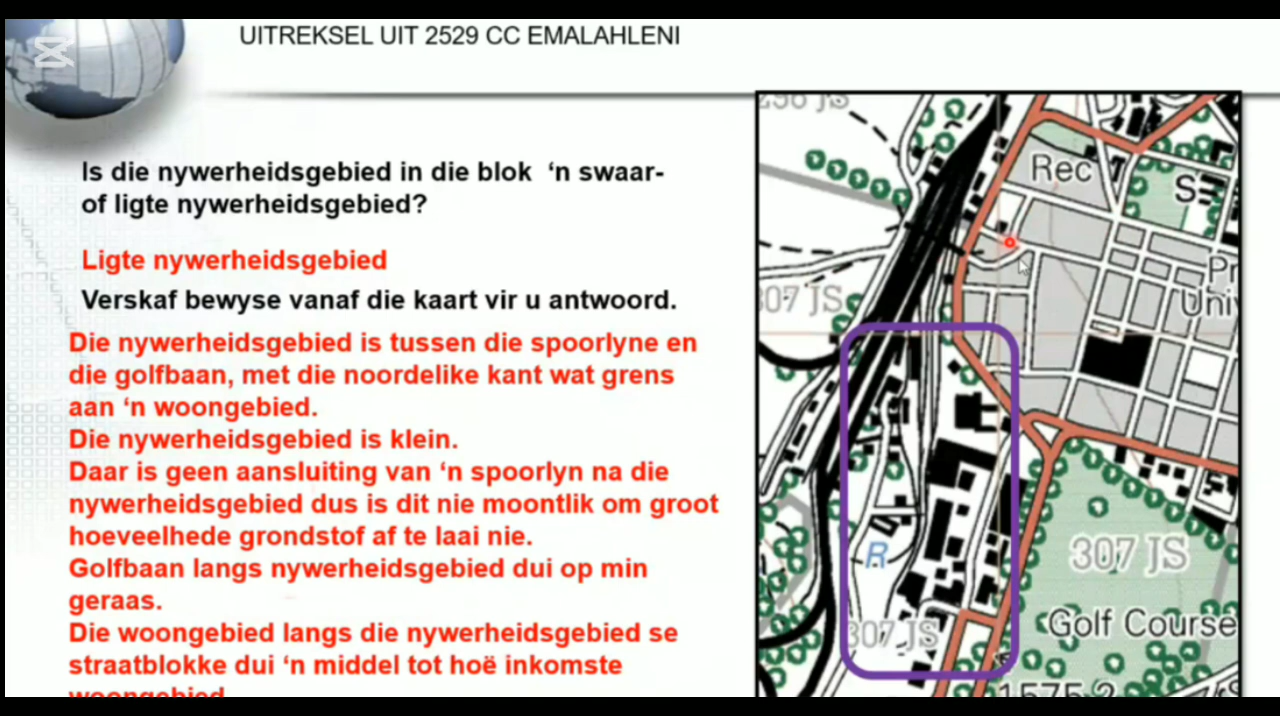 UITREKSEL UIT 2529 CC EMALAHLENI
Is die nywerheidsgebied in die blok ‘n swaar-
of ligte nywerheidsgebied?
Ligte nywerheidsgebied
Verskaf bewyse vanaf die kaart vir u antwoord.
Die nywerheidsgebied is tussen die spoorlyne en
die golfbaan, met die noordelike kant wat grens
aan ‘n woongebied.
Die nywerheidsgebied is klein.
Daar is geen aansluiting van ‘n spoorlyn na die
nywerheidsgebied dus is dit nie moontlik om groot
hoeveelhede grondstof af te laai nie.
Golfbaan langs nywerheidsgebied dui op min
geraas.
Die woongebied langs die nywerheidsgebied se
straatblokke dui ‘n middel tot hoë inkomste
woongebied
Rec
S
Pr
Univ
307 JS
R
307 JS
307 JS
Golf Course